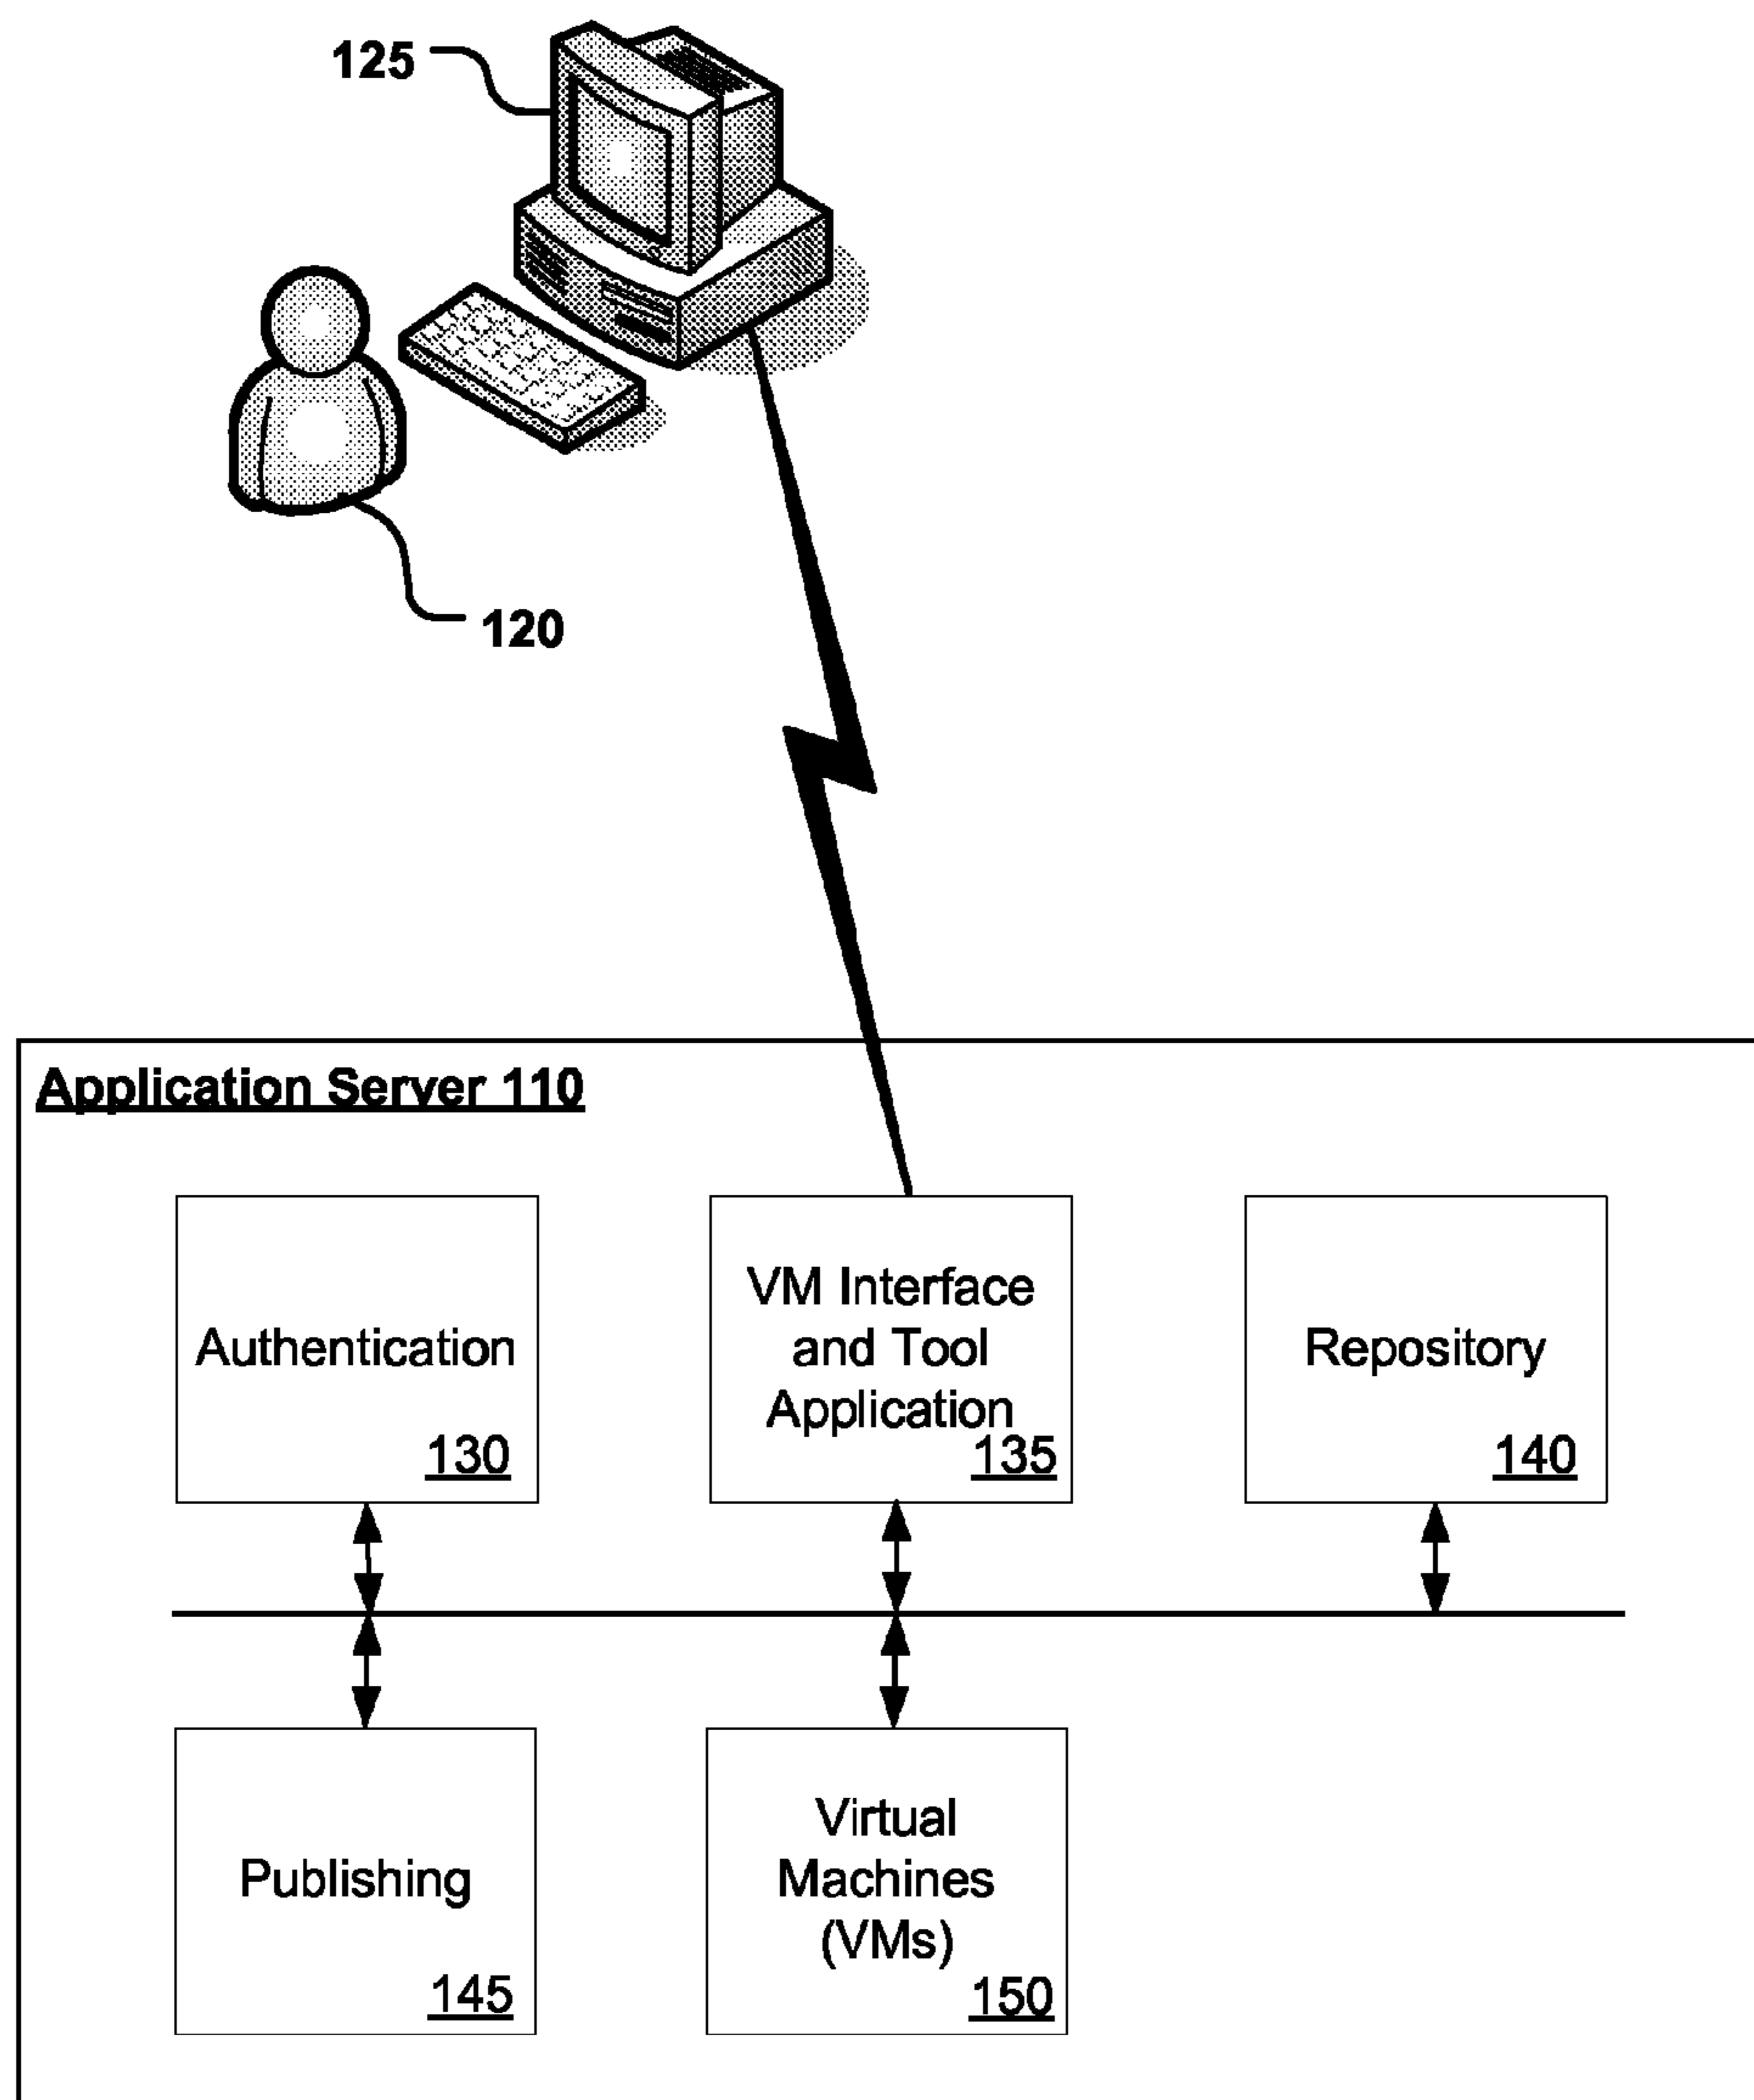 125
120
Application Server 110
Authentication
130
VM Interface
and Tool
Application
135
Repository
140
Publishing
145
Virtual
Machines
(VMs)
150